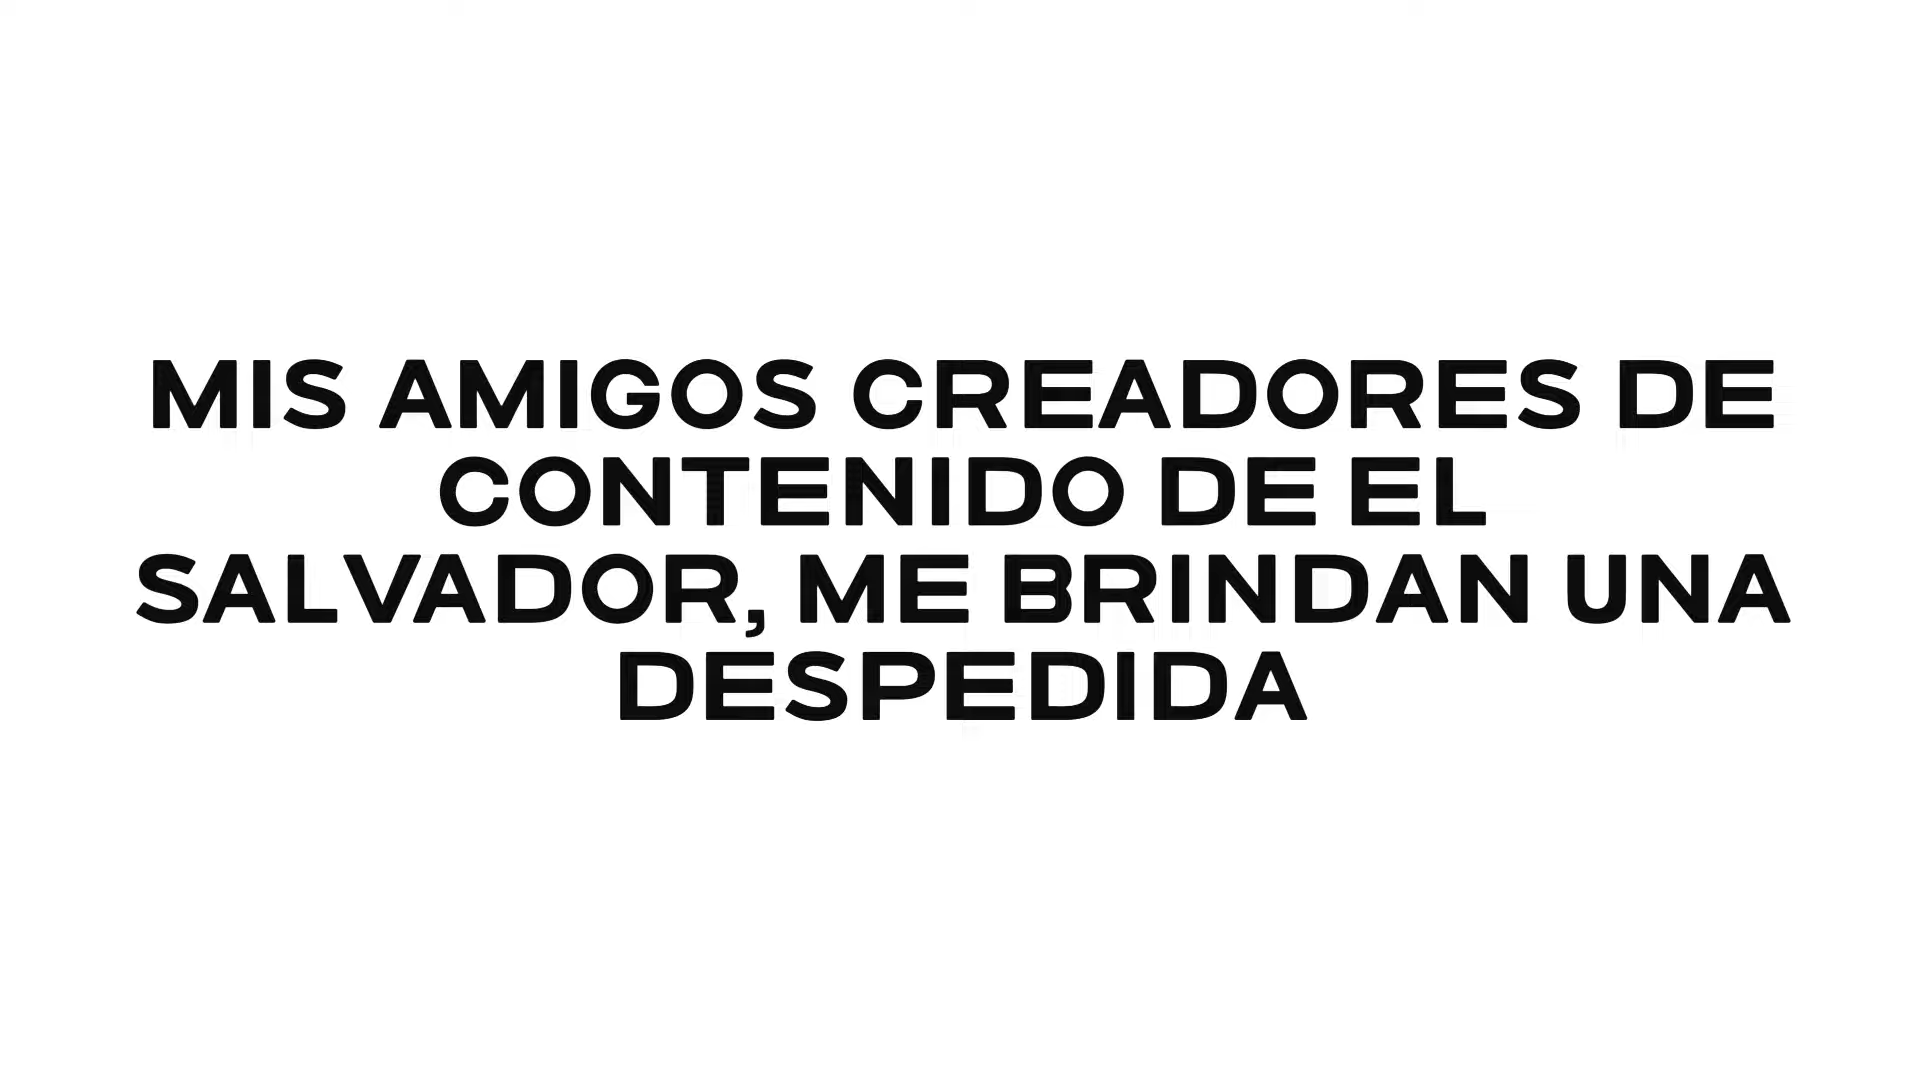 MIS AMIGOS CREADORES DE
CONTENIDO DE EL
SALVADOR, ME BRINDAN UNA
DESPEDIDA